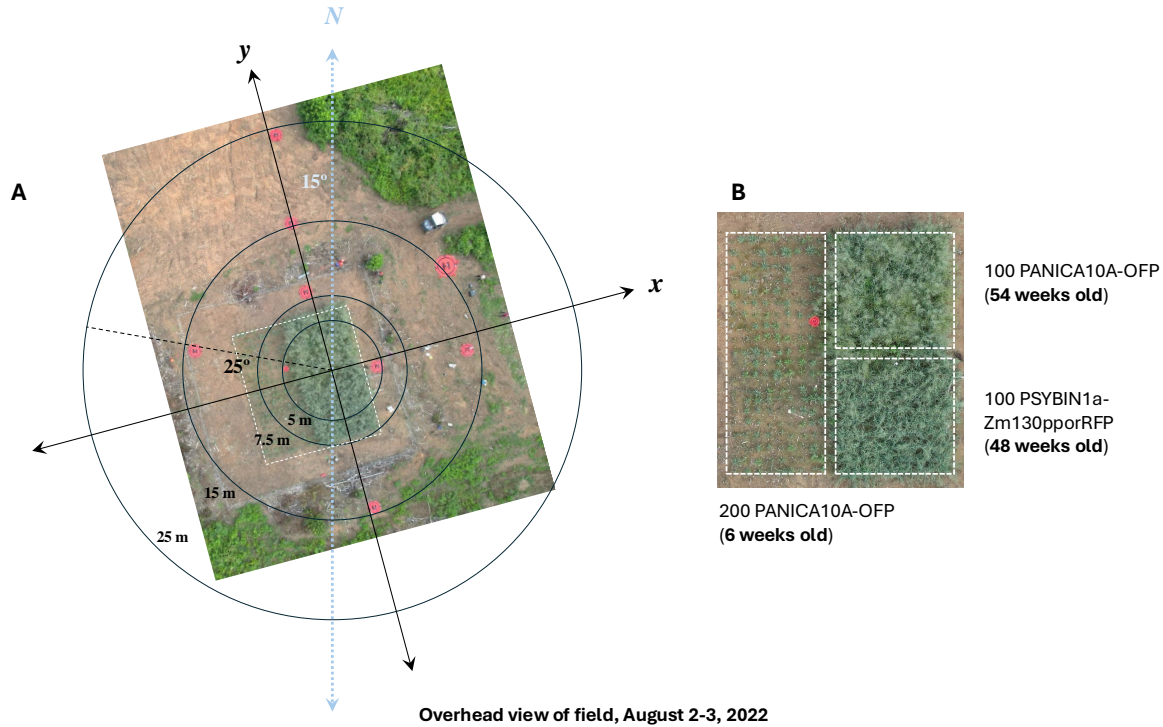 N
y
A
B
15º
x
100 PANICA10A-OFP
(54 weeks old)
25º
5 m
7.5 m
100 PSYBIN1a-
Zm130pporRFP
(48 weeks old)
15 m
25 m
200 PANICA10A-OFP
(6 weeks old)
Overhead view of field, August 2-3, 2022